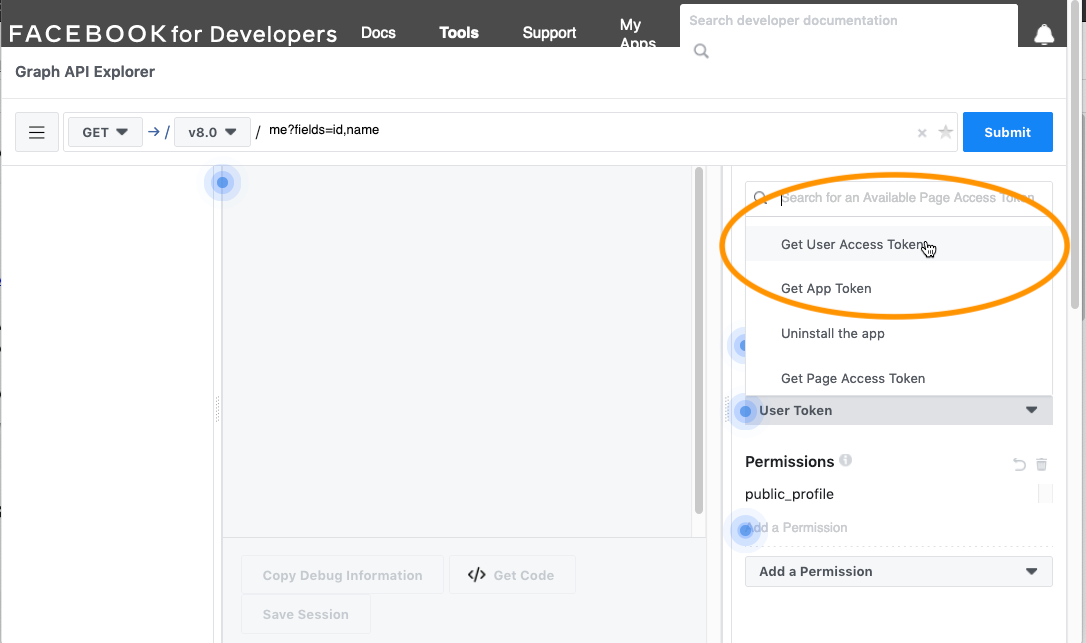 FACEBOOK for Developers
Docs
Tools
Support
My Apps
Search developer documentation
Graph API Explorer
GET
/
v8.0
/ me?fields=id,name
Submit
Search for an Available Page Access Token
Get User Access Token
Get App Token
Uninstall the app
Get Page Access Token
User Token
Permissions
public_profile
Add a Permission
Add a Permission
Copy Debug Information
</> Get Code
Save Session